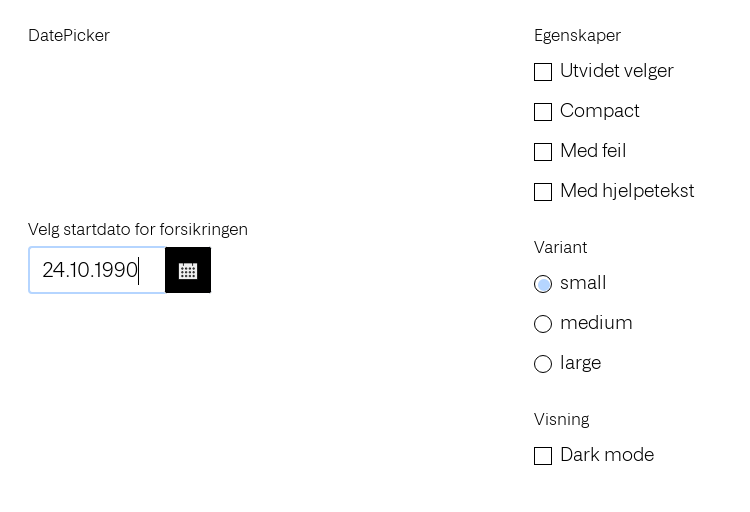 DatePicker
Velg startdato for forsikringen
24.10.1990
Egenskaper
Utvidet velger
Compact
Med feil
Med hjelpetekst
Variant
small
medium
large
Visning
Dark mode